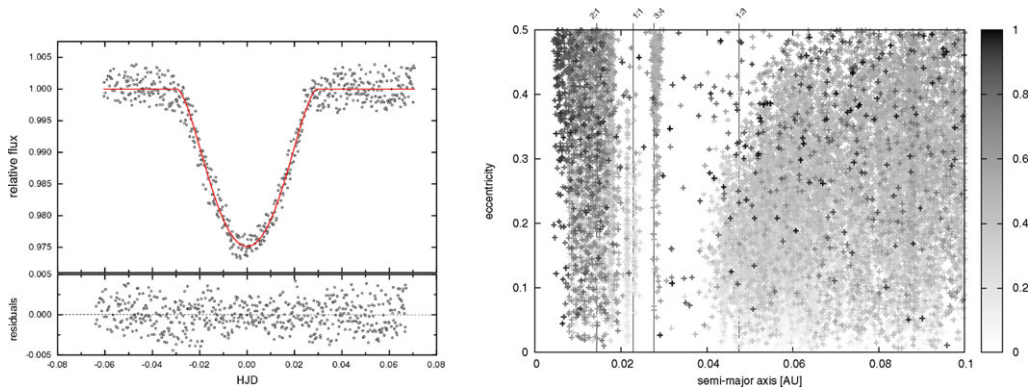 1.005
1.000
0.995
0.990
0.985
0.980
0.975
relative flux
0.005
0.000
-0.005
residuals
-0.08 -0.06 -0.04 -0.02 0.00 0.02 0.04 0.06 0.08
HJD
2:1 1:1 3:4 1:3
0.5
0.4
0.3
0.2
0.1
0
eccentricity
0 0.02 0.04 0.06 0.08 0.1
semi-major axis [AU]
1
0.8
0.6
0.4
0.2
0